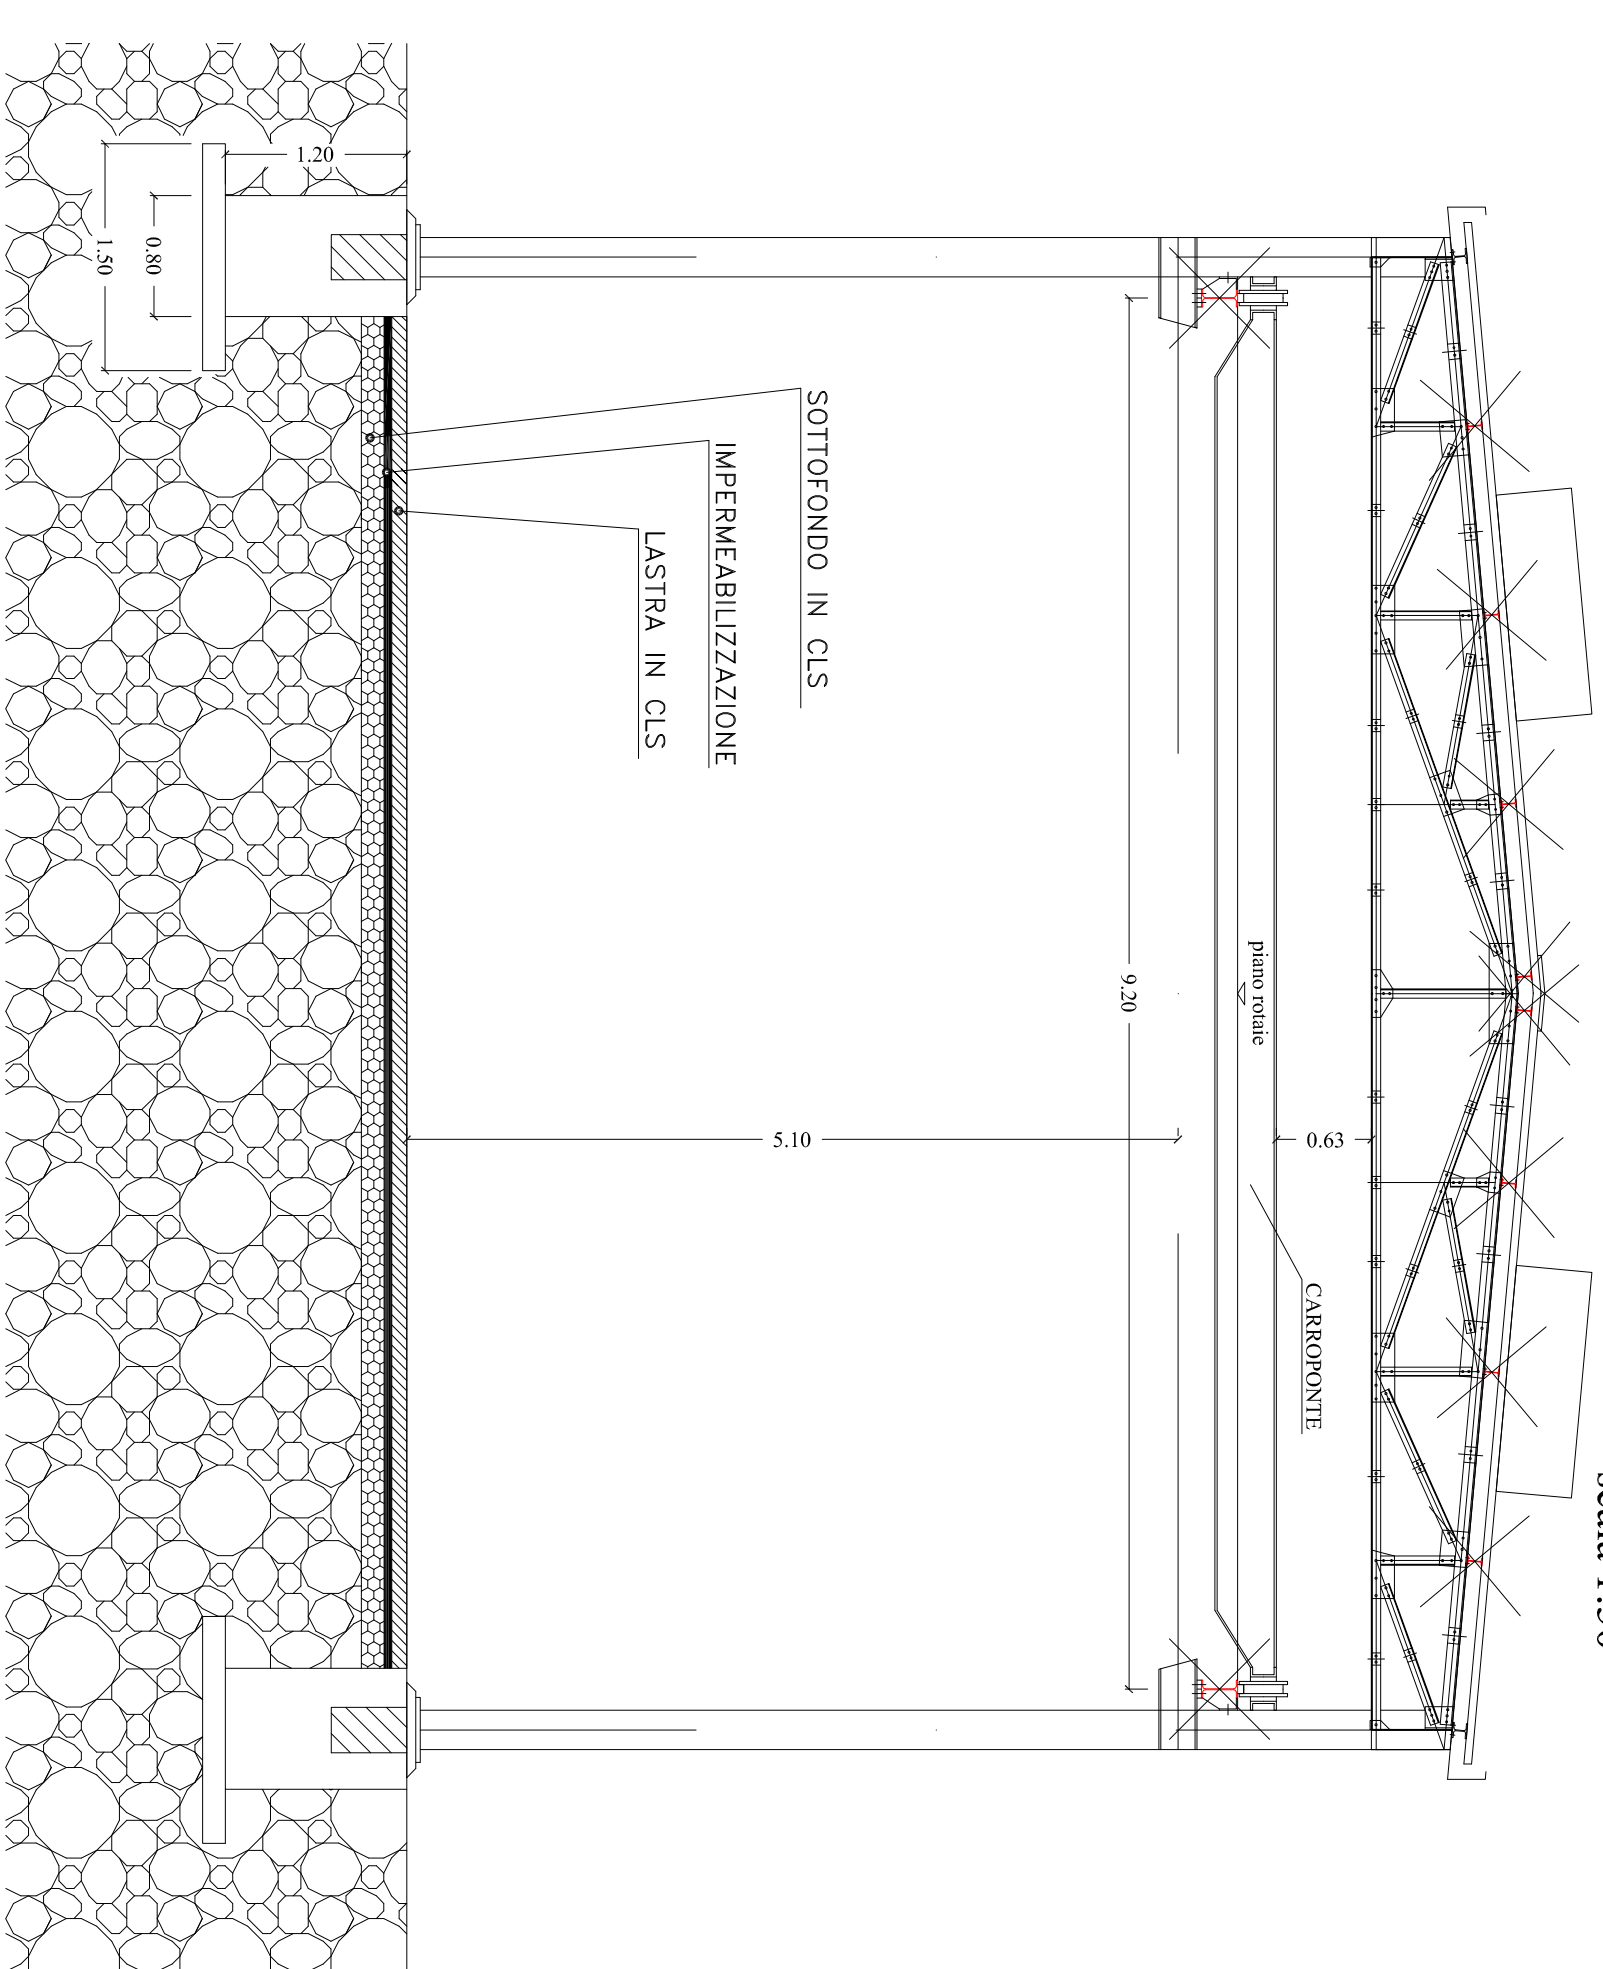 CARROPONTE
0.63
piano rotaie
9.20
5.10
SOTTOFONDO IN CLS
IMPERMEABILIZZAZIONE
LASTRA IN CLS
1.20
0.80
1.50